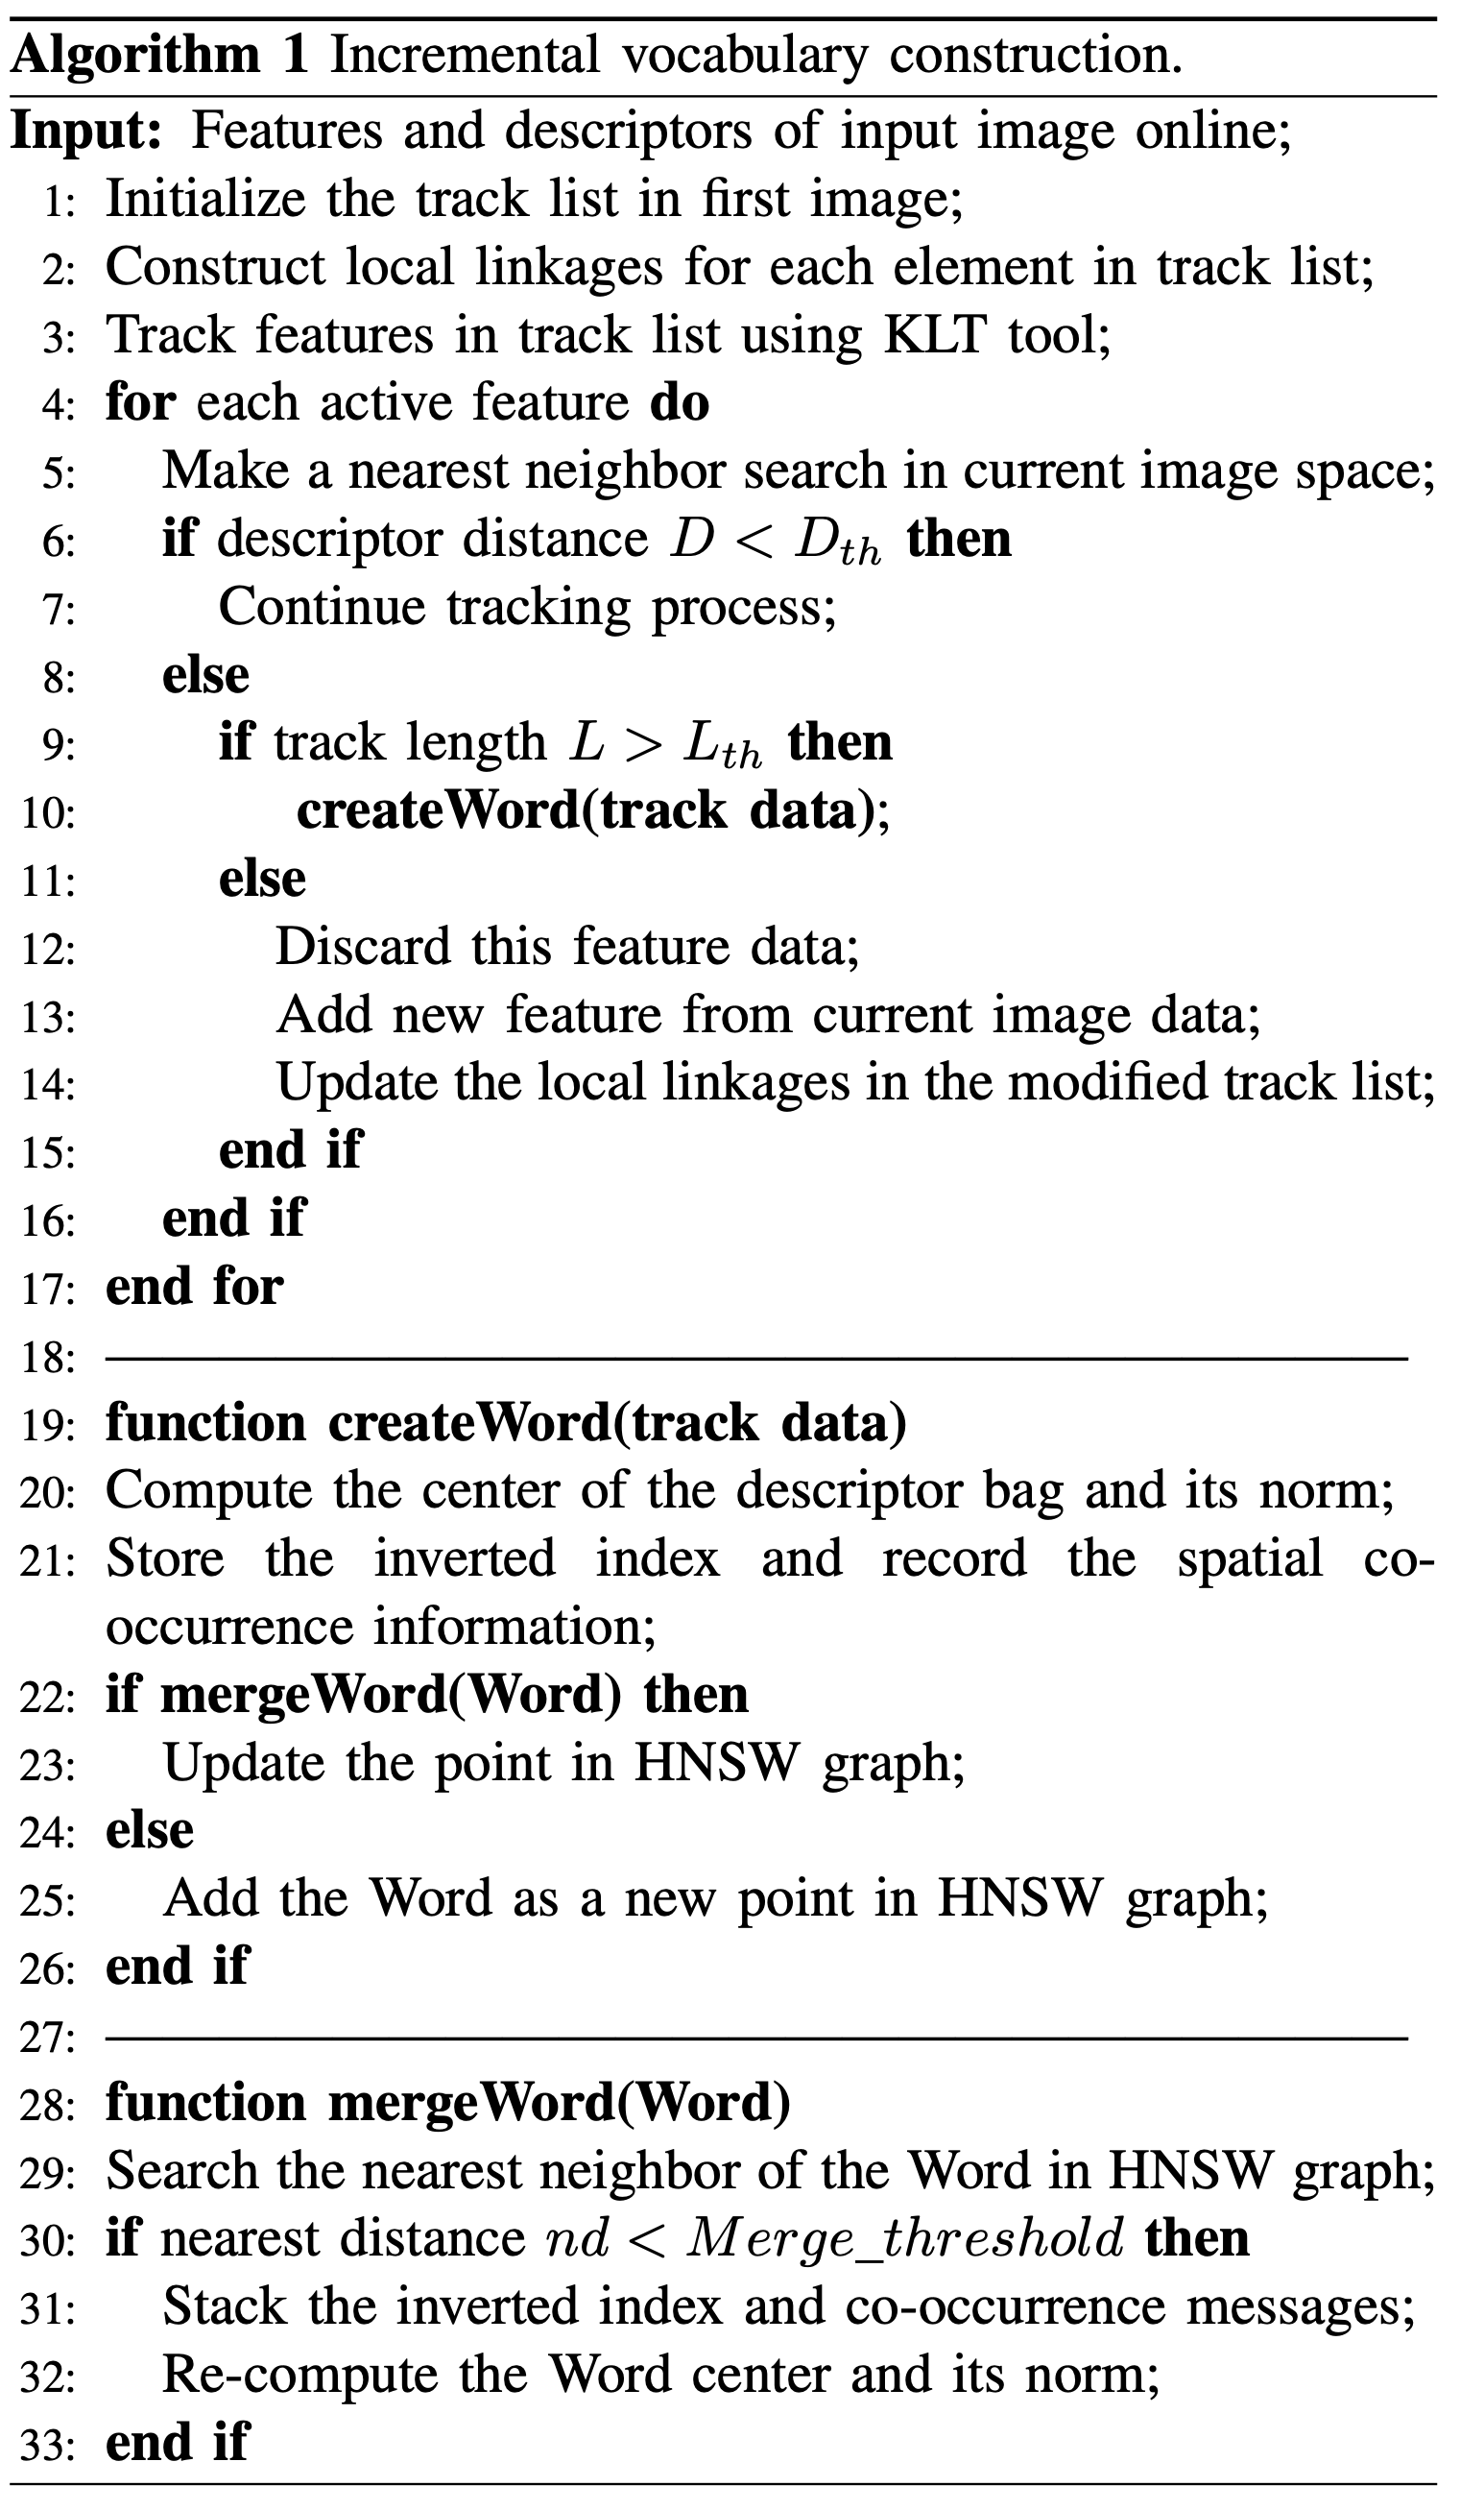 Algorithm 1 Incremental vocabulary construction.
Input: Features and descriptors of input image online;
1: Initialize the track list in first image;
2: Construct local linkages for each element in track list;
3: Track features in track list using KLT tool;
4: for each active feature do
5: Make a nearest neighbor search in current image space;
6: if descriptor distance D < D_{th} then
7: Continue tracking process;
8: else
9: if track length L > L_{th} then
10: createWord(track data);
11: else
12: Discard this feature data;
13: Add new feature from current image data;
14: Update the local linkages in the modified track list;
15: end if
16: end if
17: end for
18:
19: function createWord(track data)
20: Compute the center of the descriptor bag and its norm;
21: Store the inverted index and record the spatial co-
occurrence information;
22: if mergeWord(Word) then
23: Update the point in HNSW graph;
24: else
25: Add the Word as a new point in HNSW graph;
26: end if
27:
28: function mergeWord(Word)
29: Search the nearest neighbor of the Word in HNSW graph;
30: if nearest distance nd < Merge_threshold then
31: Stack the inverted index and co-occurrence messages;
32: Re-compute the Word center and its norm;
33: end if